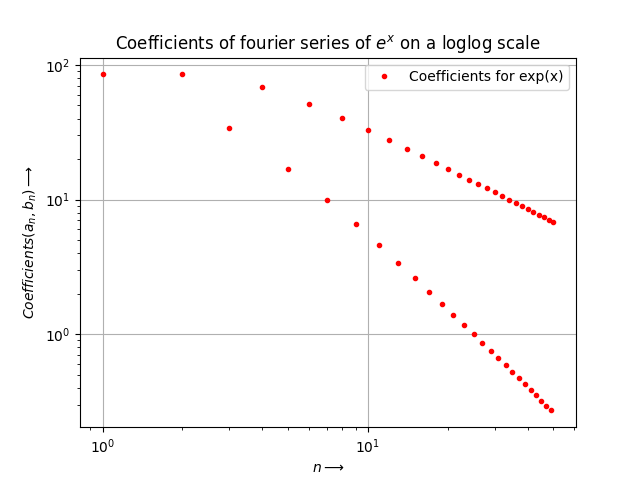 Coefficients of fourier series of e^x on a loglog scale
Coefficients for exp(x)
Coefficients(a_n, b_n) ⟶
10^2
10^1
10^0
10^0 10^1
n ⟶